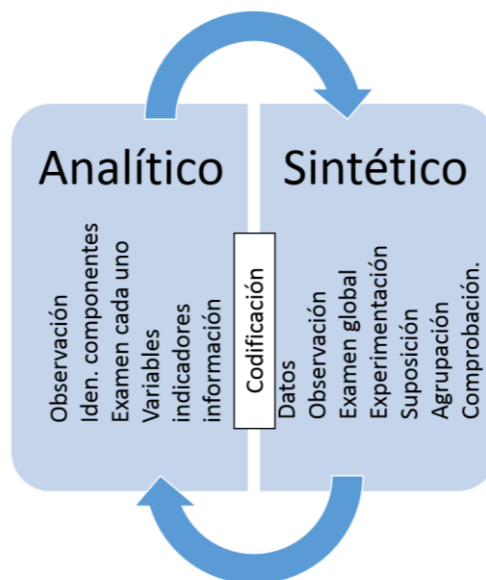 Analítico
Observación
Iden. componentes
Examen cada uno
Variables
indicadores
información
Codificación
Sintético
Datos
Observación
Examen global
Experimentación
Suposición
Agrupación
Comprobación.